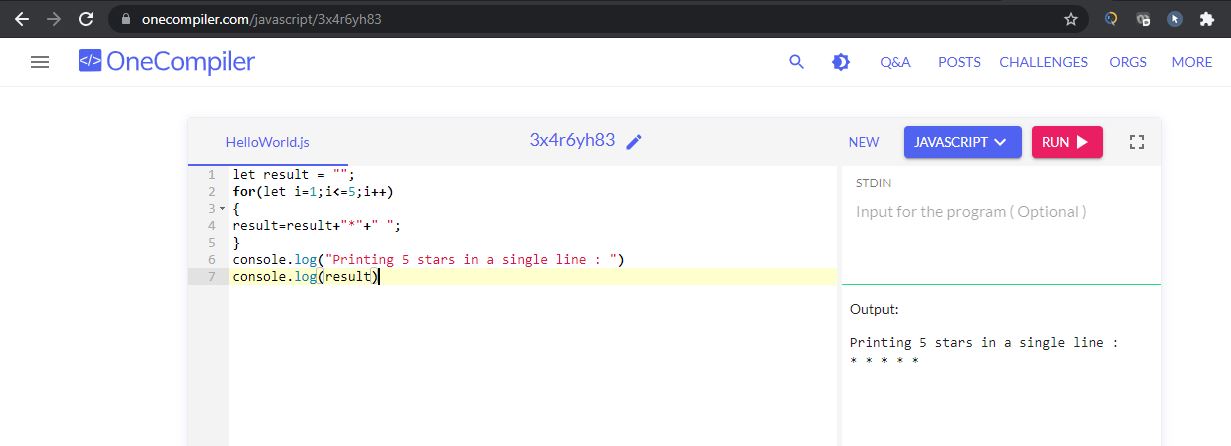 onecompiler.com/javascript/3x4r6yh83
</> OneCompiler
Q&A POSTS CHALLENGES ORGS MORE
HelloWorld.js 3x4r6yh83 NEW JAVASCRIPT RUN
1 let result = "";
2 for(let i=1;i<=5;i++)
3 {
4 result=result+"*"+" ";
5 }
6 console.log("Printing 5 stars in a single line : ")
7 console.log(result)
STDIN
Input for the program ( Optional )
Output:
Printing 5 stars in a single line :
* * * * *